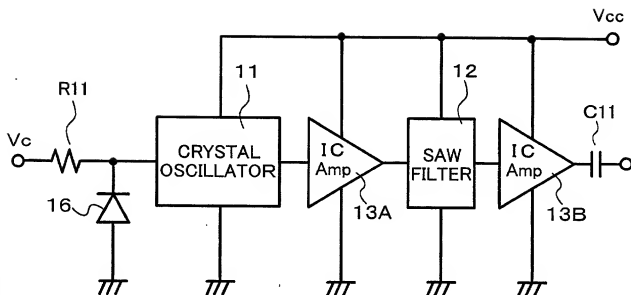 Vcc
11
12
R11
C11
Vc
CRYSTAL
OSCILLATOR
IC
Amp
SAW
FILTER
IC
Amp
16
13A
13B